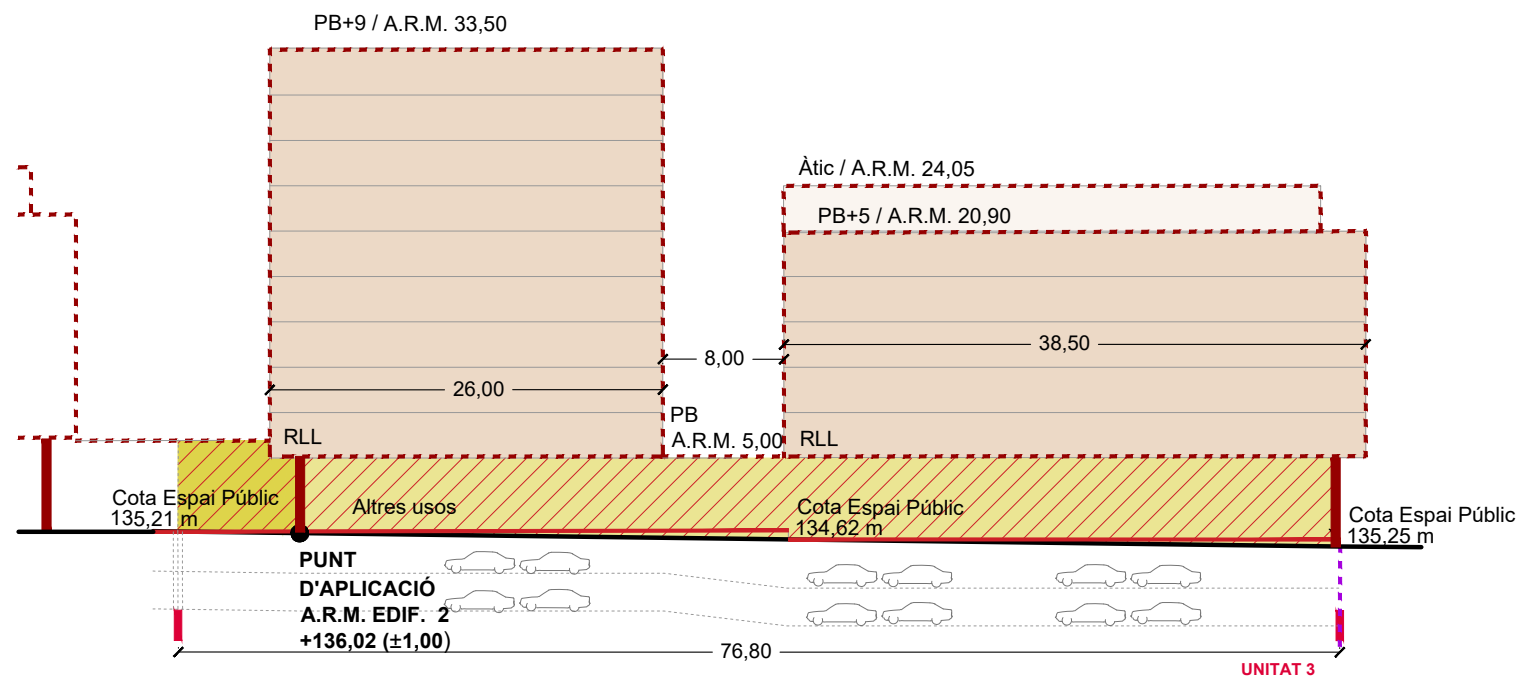 PB+9 / A.R.M. 33,50
Àtic / A.R.M. 24,05
PB+5 / A.R.M. 20,90
38,50
8,00
26,00
PB
A.R.M. 5,00
RLL
RLL
Cota Espai Públic
135,21 m
Altres usos
Cota Espai Públic
134,62 m
Cota Espai Públic
135,25 m
PUNT
D'APLICACIÓ
A.R.M. EDIF. 2
+136,02 (±1,00)
76,80
UNITAT 3